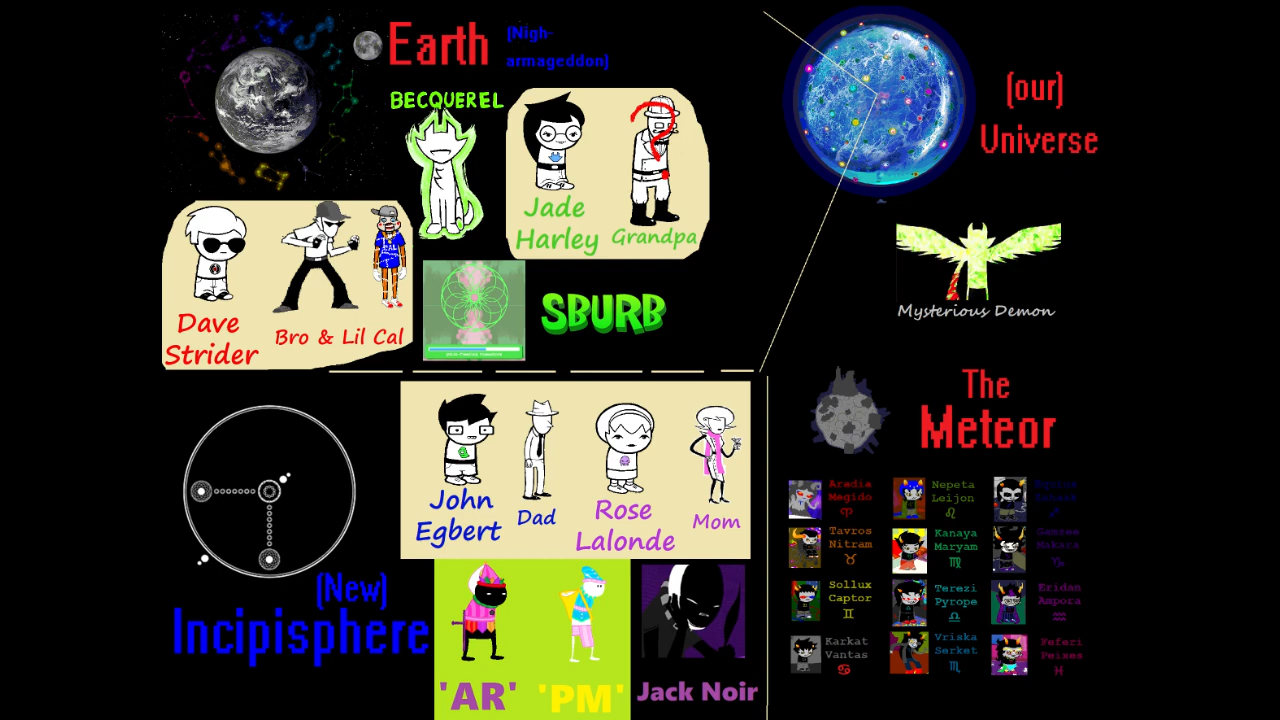 Earth
(Nigh-
armageddon)
BECQUEREL
Jade
Harley
Grandpa
Dave
Strider
Bro & Lil Cal
SBURB
(our)
Universe
Mysterious Demon
John
Egbert
Dad
Rose
Lalonde
Mom
(New)
Incipisphere
'AR'
'PM'
Jack Noir
The
Meteor
Aradia
Megido
♈
Nepeta
Leijon
♌
Tavros
Nitram
♉
Kanaya
Maryam
♍
Gamzee
Makara
♑
Sollux
Captor
♊
Terezi
Pyrope
♎
Eridan
Ampora
♒
Karkat
Vantas
♋
Vriska
Serket
♏
Feferi
Peixes
♓